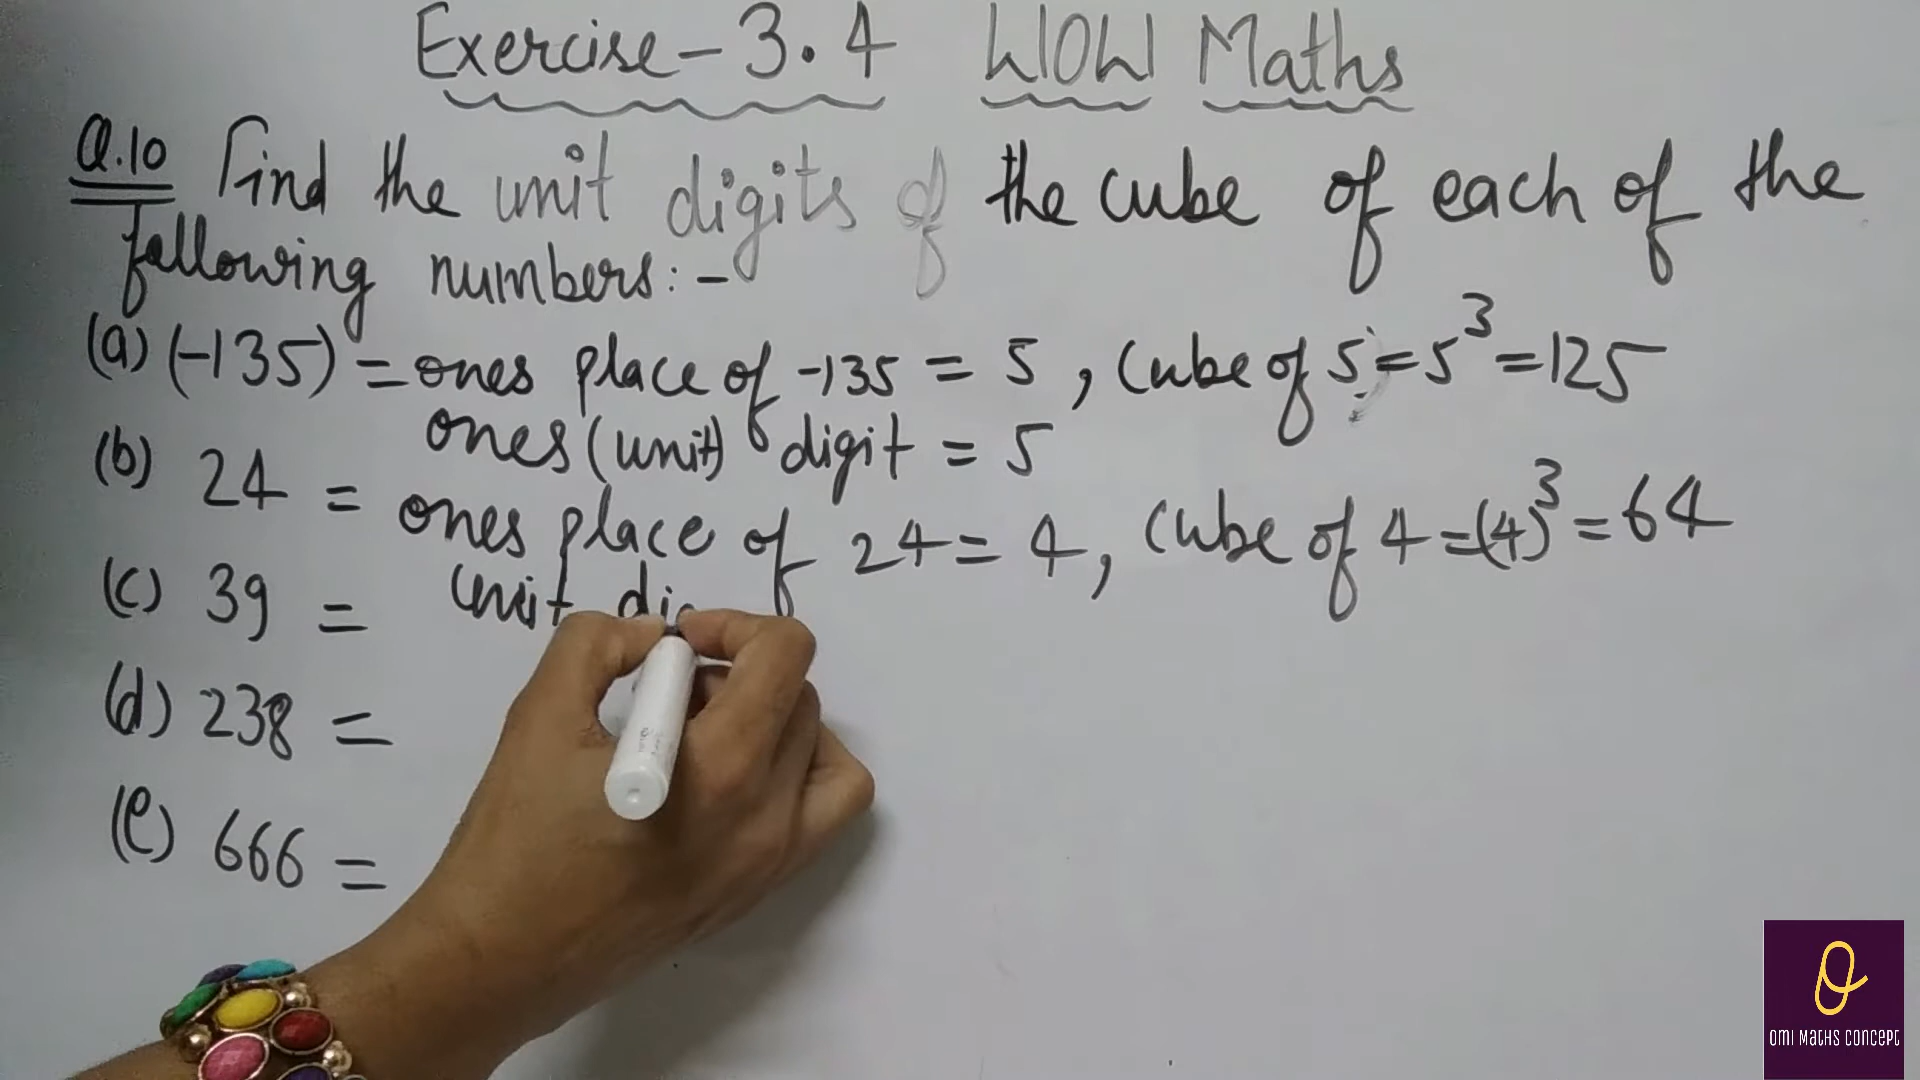 Exercise-3.4 WOW Maths
Q.10 Find the unit digits of the cube of each of the
following numbers:-
(a) (-135) = ones place of -135 = 5, Cube of 5 = 5³ = 125
ones (unit) digit = 5
(b) 24 = ones place of 24 = 4, Cube of 4 = (4)³ = 64
unit dig
(c) 39 =
(d) 238 =
(e) 666 =
OMI MATHS CONCEPT